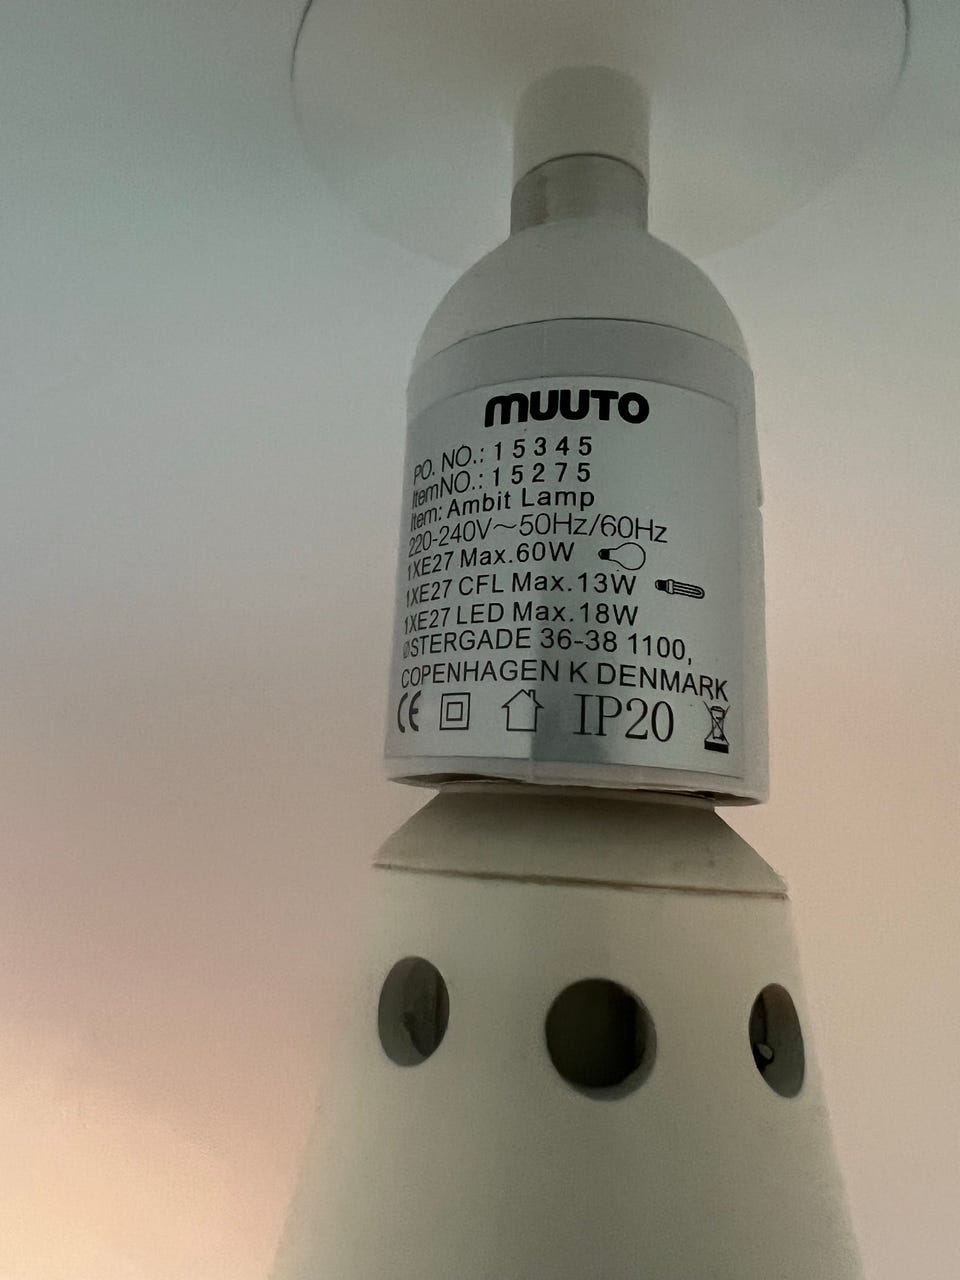 MUUTO
PO. NO.: 15345
ItemNO.: 15275
Item: Ambit Lamp
220-240V~50Hz/60Hz
1XE27 Max.60W
1XE27 CFL Max.13W
1XE27 LED Max.18W
ØSTERGADE 36-38 1100,
COPENHAGEN K DENMARK
CE IP20